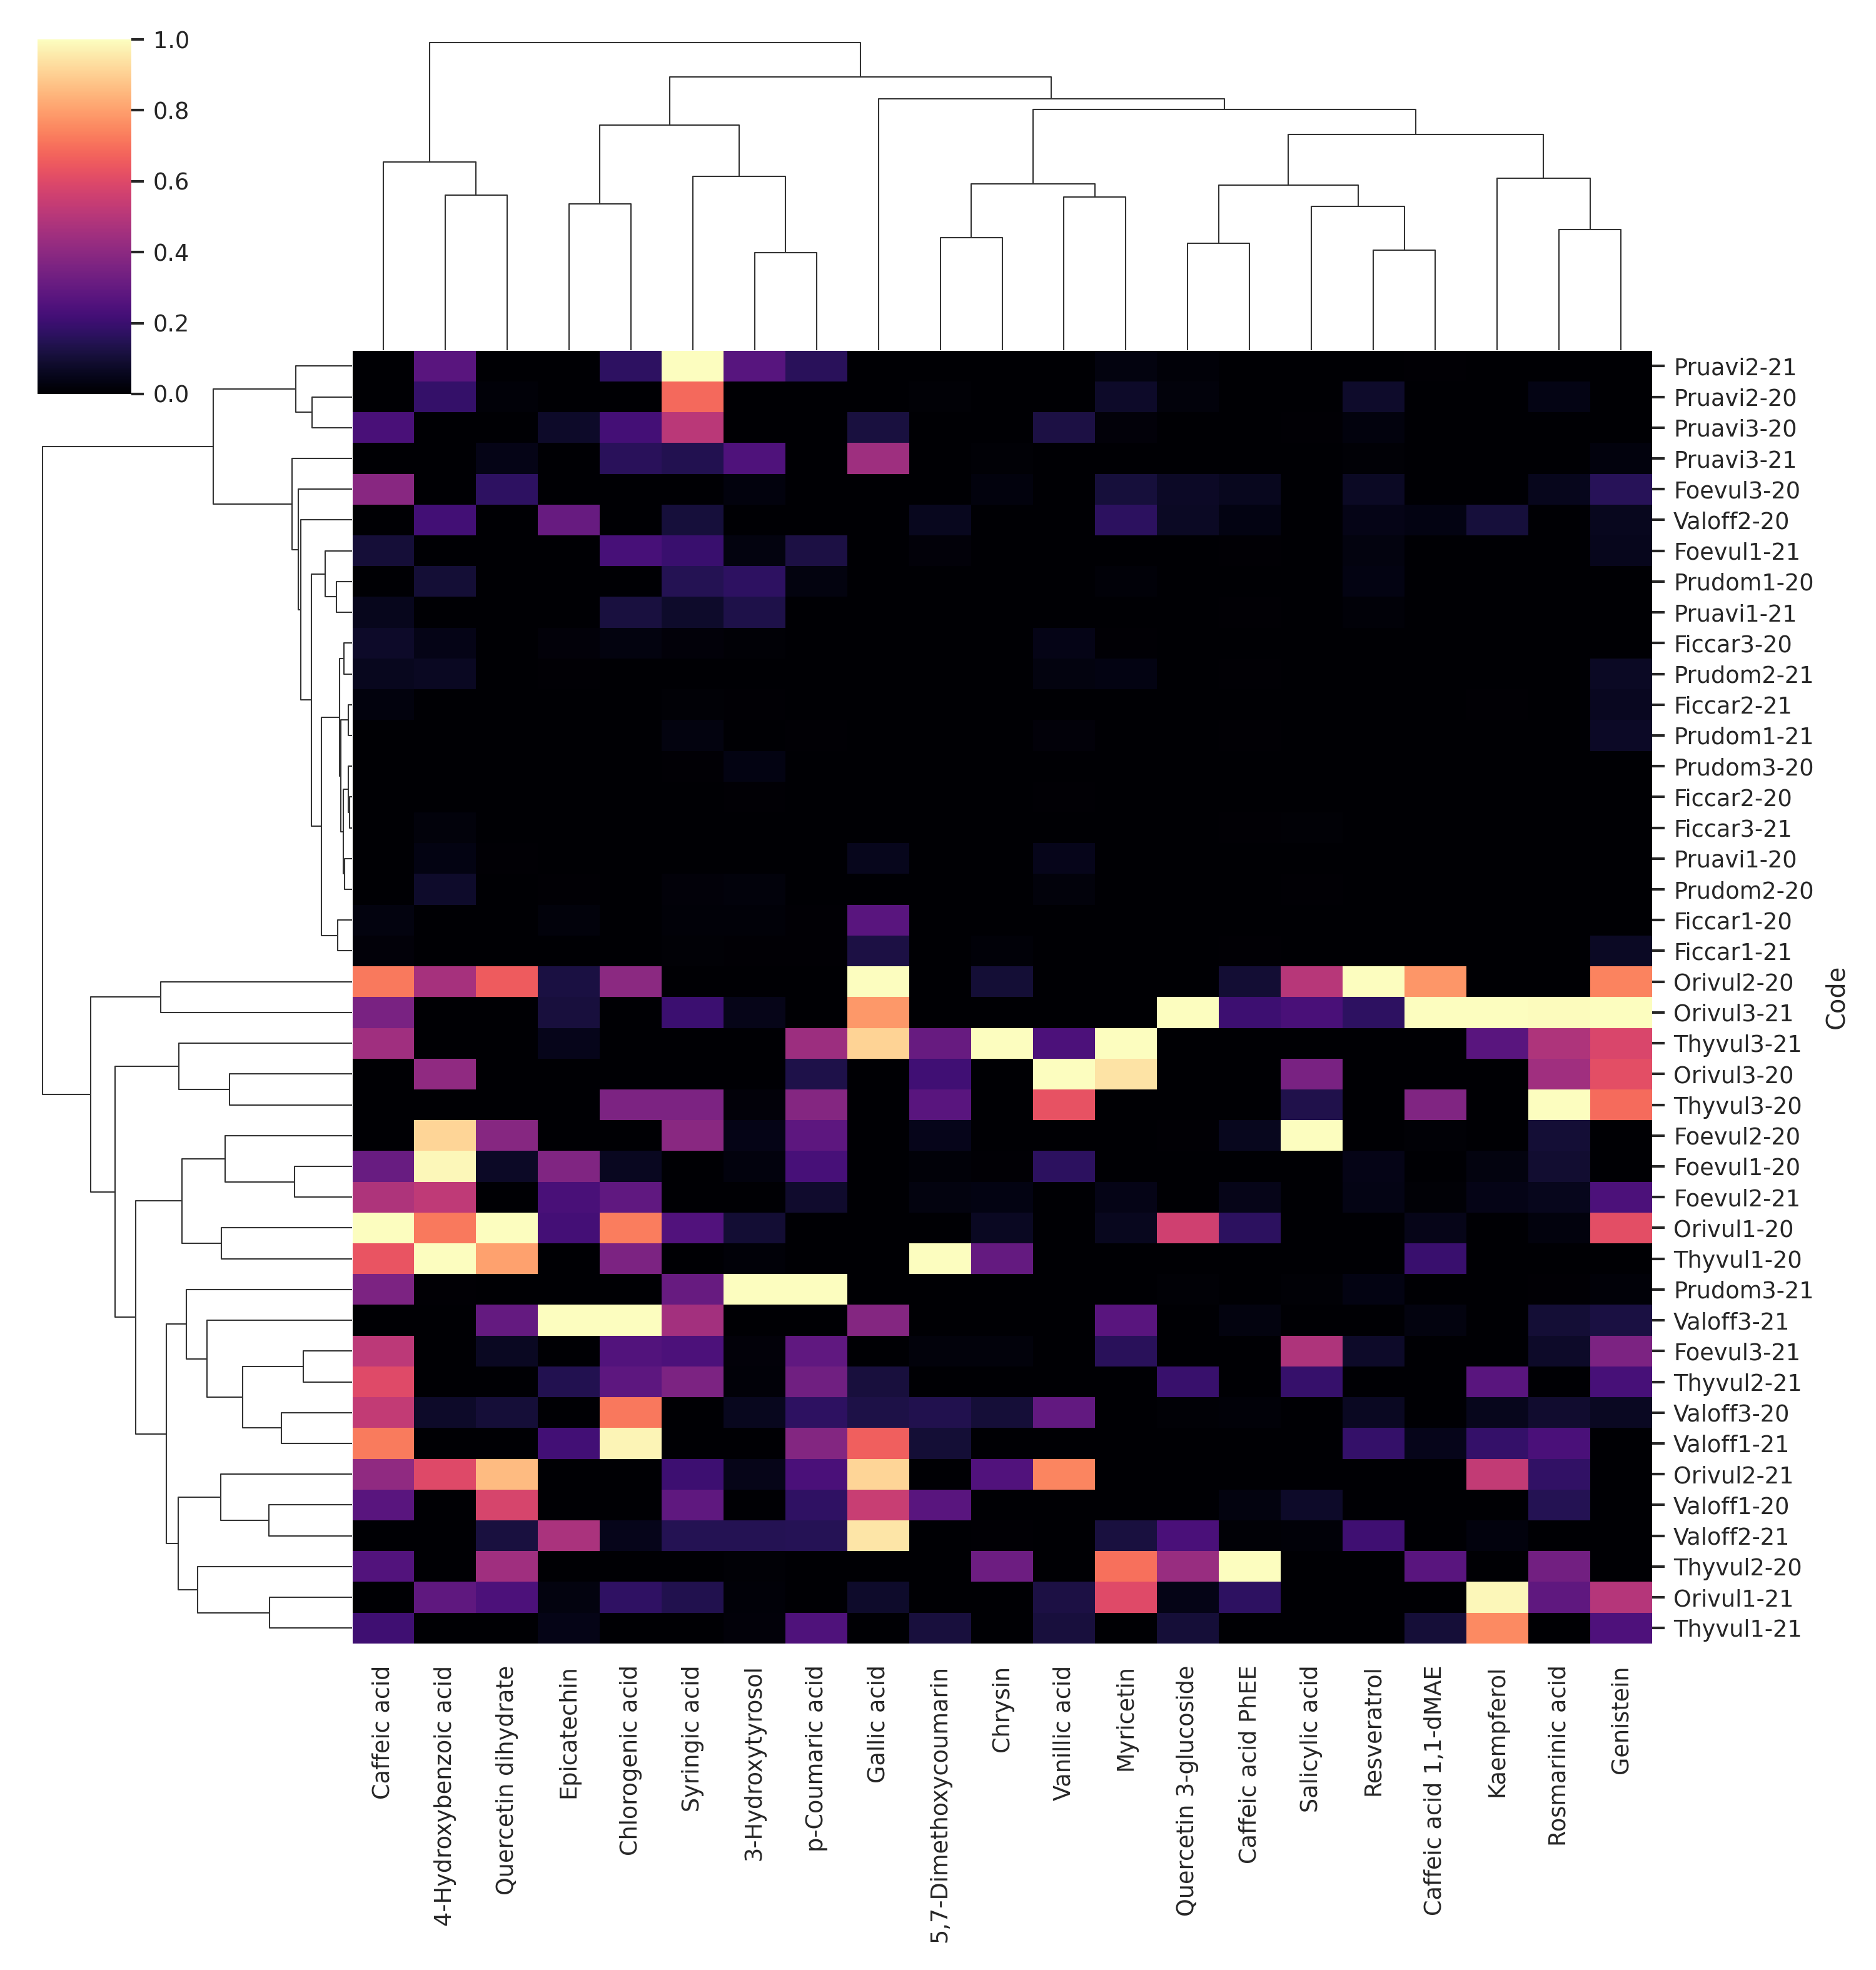 1.0
0.8
0.6
0.4
0.2
0.0
Pruavi2-21
Pruavi2-20
Pruavi3-20
Pruavi3-21
Foevul3-20
Valoff2-20
Foevul1-21
Prudom1-20
Pruavi1-21
Ficcar3-20
Prudom2-21
Ficcar2-21
Prudom1-21
Prudom3-20
Ficcar2-20
Ficcar3-21
Pruavi1-20
Prudom2-20
Ficcar1-20
Ficcar1-21
Orivul2-20
Orivul3-21
Thyvul3-21
Orivul3-20
Thyvul3-20
Foevul2-20
Foevul1-20
Foevul2-21
Orivul1-20
Thyvul1-20
Prudom3-21
Valoff3-21
Foevul3-21
Thyvul2-21
Valoff3-20
Valoff1-21
Orivul2-21
Valoff1-20
Valoff2-21
Thyvul2-20
Orivul1-21
Thyvul1-21
Code
Caffeic acid
4-Hydroxybenzoic acid
Quercetin dihydrate
Epicatechin
Chlorogenic acid
Syringic acid
3-Hydroxytyrosol
p-Coumaric acid
Gallic acid
5,7-Dimethoxycoumarin
Chrysin
Vanillic acid
Myricetin
Quercetin 3-glucoside
Caffeic acid PhEE
Salicylic acid
Resveratrol
Caffeic acid 1,1-dMAE
Kaempferol
Rosmarinic acid
Genistein